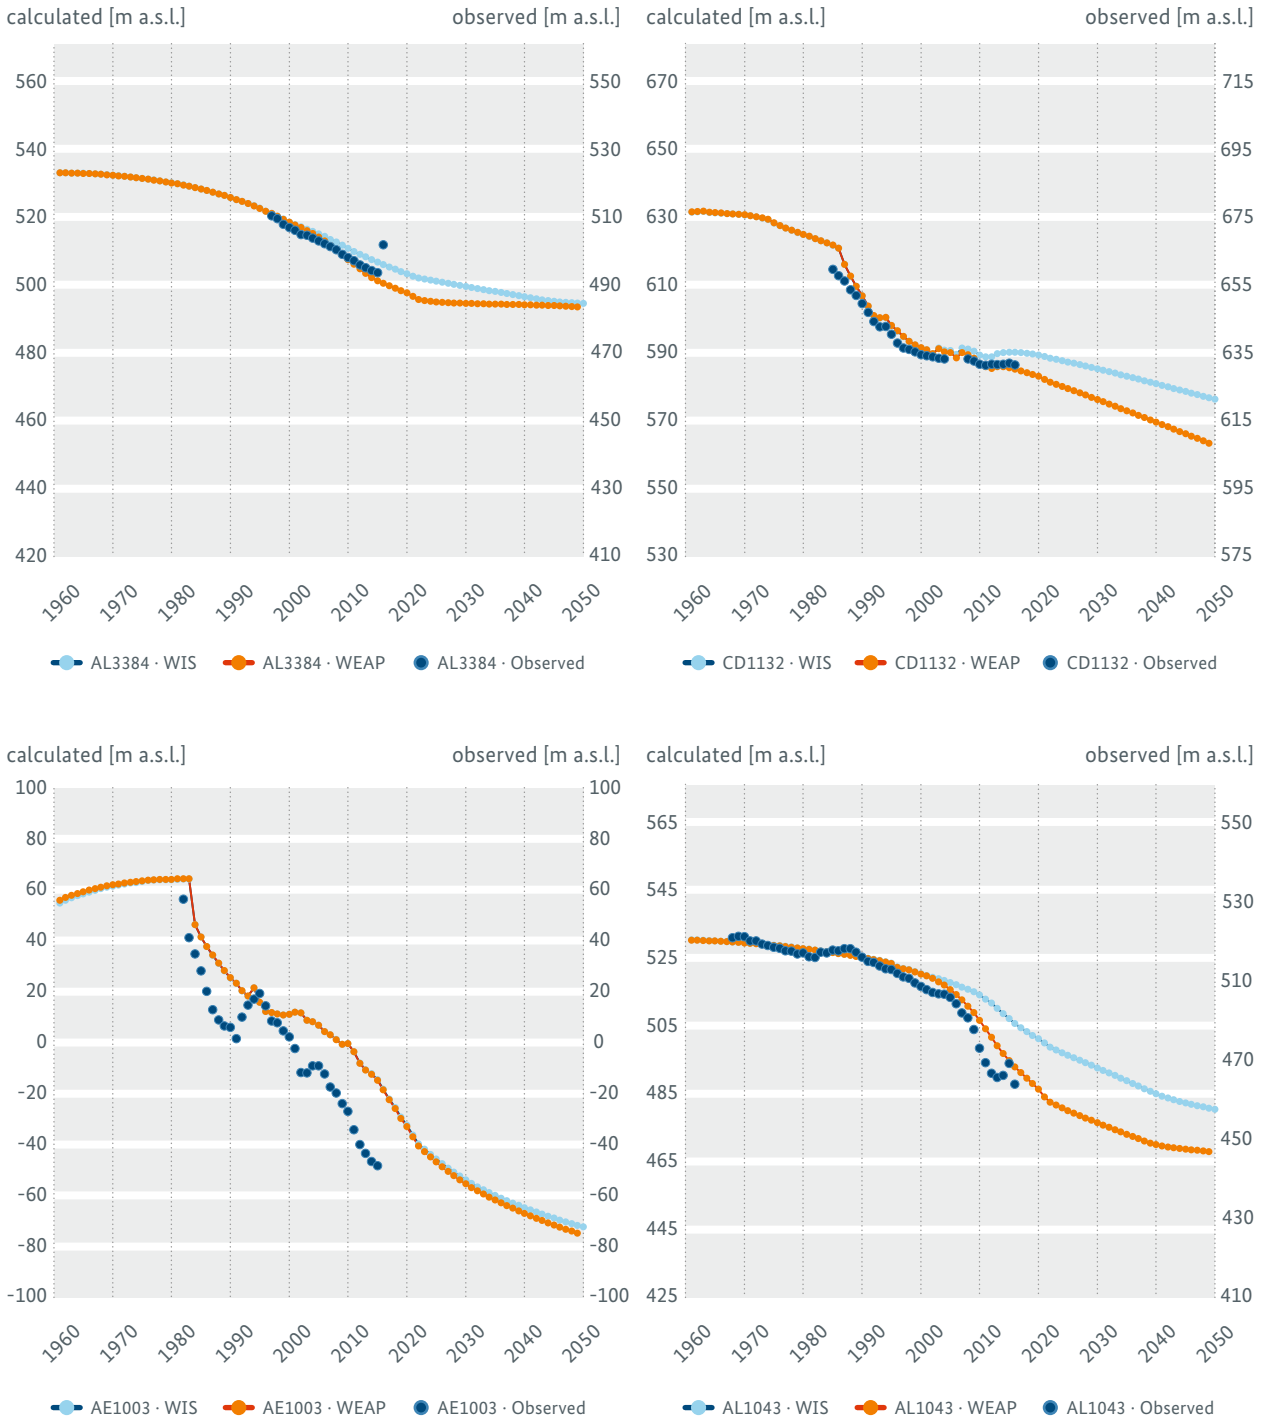 calculated [m a.s.l.] observed [m a.s.l.]
560 550
540 530
520 510
500 490
480 470
460 450
440 430
420 410
1960 1970 1980 1990 2000 2010 2020 2030 2040 2050
AL3384 · WIS AL3384 · WEAP AL3384 · Observed
calculated [m a.s.l.] observed [m a.s.l.]
670 715
650 695
630 675
610 655
590 635
570 615
550 595
530 575
1960 1970 1980 1990 2000 2010 2020 2030 2040 2050
CD1132 · WIS CD1132 · WEAP CD1132 · Observed
calculated [m a.s.l.] observed [m a.s.l.]
100 100
80 80
60 60
40 40
20 20
0 0
-20 -20
-40 -40
-60 -60
-80 -80
-100 -100
1960 1970 1980 1990 2000 2010 2020 2030 2040 2050
AE1003 · WIS AE1003 · WEAP AE1003 · Observed
calculated [m a.s.l.] observed [m a.s.l.]
565 550
545 530
525 510
505 470
485 450
465 430
445 410
425
1960 1970 1980 1990 2000 2010 2020 2030 2040 2050
AL1043 · WIS AL1043 · WEAP AL1043 · Observed